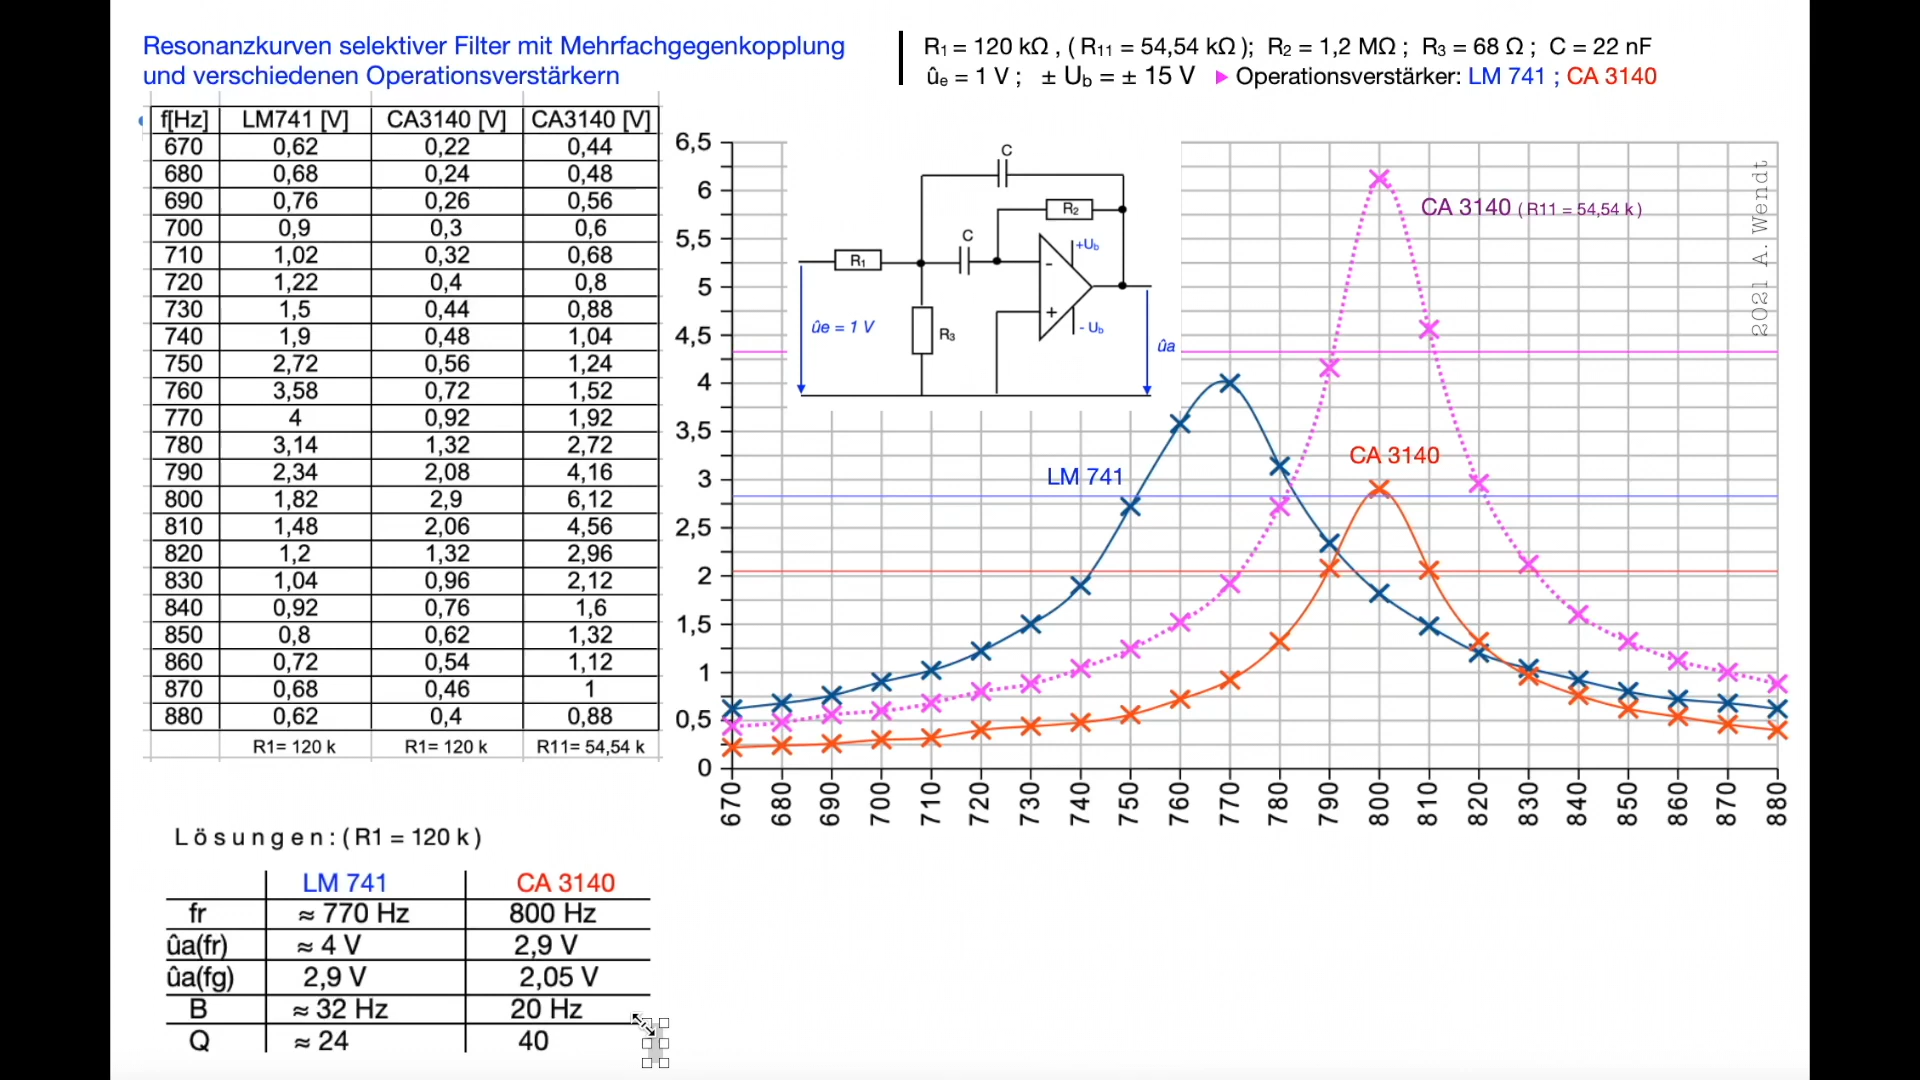 Resonanzkurven selektiver Filter mit Mehrfachgegenkopplung
und verschiedenen Operationsverstärkern
R1 = 120 kΩ , ( R11 = 54,54 kΩ ); R2 = 1,2 MΩ ; R3 = 68 Ω ; C = 22 nF
ûe = 1 V ; ± Ub = ± 15 V ▶ Operationsverstärker: LM 741 ; CA 3140
f[Hz] LM741 [V] CA3140 [V] CA3140 [V]
670 0,62 0,22 0,44
680 0,68 0,24 0,48
690 0,76 0,26 0,56
700 0,9 0,3 0,6
710 1,02 0,32 0,68
720 1,22 0,4 0,8
730 1,5 0,44 0,88
740 1,9 0,48 1,04
750 2,72 0,56 1,24
760 3,58 0,72 1,52
770 4 0,92 1,92
780 3,14 1,32 2,72
790 2,34 2,08 4,16
800 1,82 2,9 6,12
810 1,48 2,06 4,56
820 1,2 1,32 2,96
830 1,04 0,96 2,12
840 0,92 0,76 1,6
850 0,8 0,62 1,32
860 0,72 0,54 1,12
870 0,68 0,46 1
880 0,62 0,4 0,88
R1= 120 k R1= 120 k R11= 54,54 k
6,5
6
5,5
5
4,5
4
3,5
3
2,5
2
1,5
1
0,5
0
C
R2
C
+Ub
R1
-
+
ûe = 1 V
R3
- Ub
ûa
CA 3140 ( R11 = 54,54 k )
2021 A. Wendt
CA 3140
LM 741
670 680 690 700 710 720 730 740 750 760 770 780 790 800 810 820 830 840 850 860 870 880
Lösungen: (R1 = 120 k)
LM 741 CA 3140
fr ≈ 770 Hz 800 Hz
ûa(fr) ≈ 4 V 2,9 V
ûa(fg) 2,9 V 2,05 V
B ≈ 32 Hz 20 Hz
Q ≈ 24 40